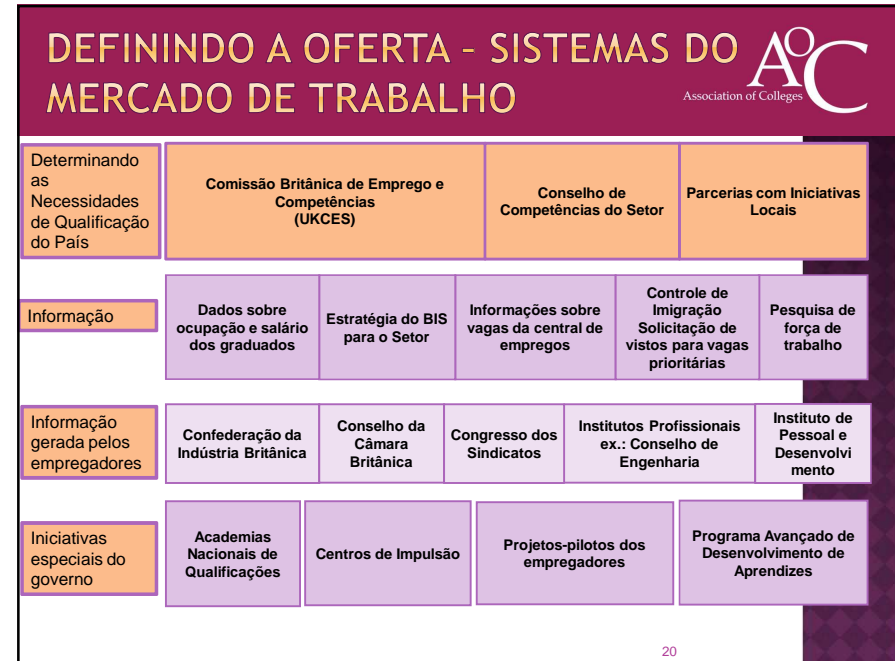 DEFININDO A OFERTA – SISTEMAS DO
MERCADO DE TRABALHO
AoC
Association of Colleges
Determinando
as
Necessidades
de Qualificação
do País
Comissão Britânica de Emprego e
Competências
(UKCES)
Conselho de
Competências do Setor
Parcerias com Iniciativas
Locais
Informação
Dados sobre
ocupação e salário
dos graduados
Estratégia do BIS
para o Setor
Informações sobre
vagas da central de
empregos
Controle de
Imigração
Solicitação de
vistos para vagas
prioritárias
Pesquisa de
força de
trabalho
Informação
gerada pelos
empregadores
Confederação da
Indústria Britânica
Conselho da
Câmara
Britânica
Congresso dos
Sindicatos
Institutos Profissionais
ex.: Conselho de
Engenharia
Instituto de
Pessoal e
Desenvolvi
mento
Iniciativas
especiais do
governo
Academias
Nacionais de
Qualificações
Centros de Impulsão
Projetos-pilotos dos
empregadores
Programa Avançado de
Desenvolvimento de
Aprendizes
20